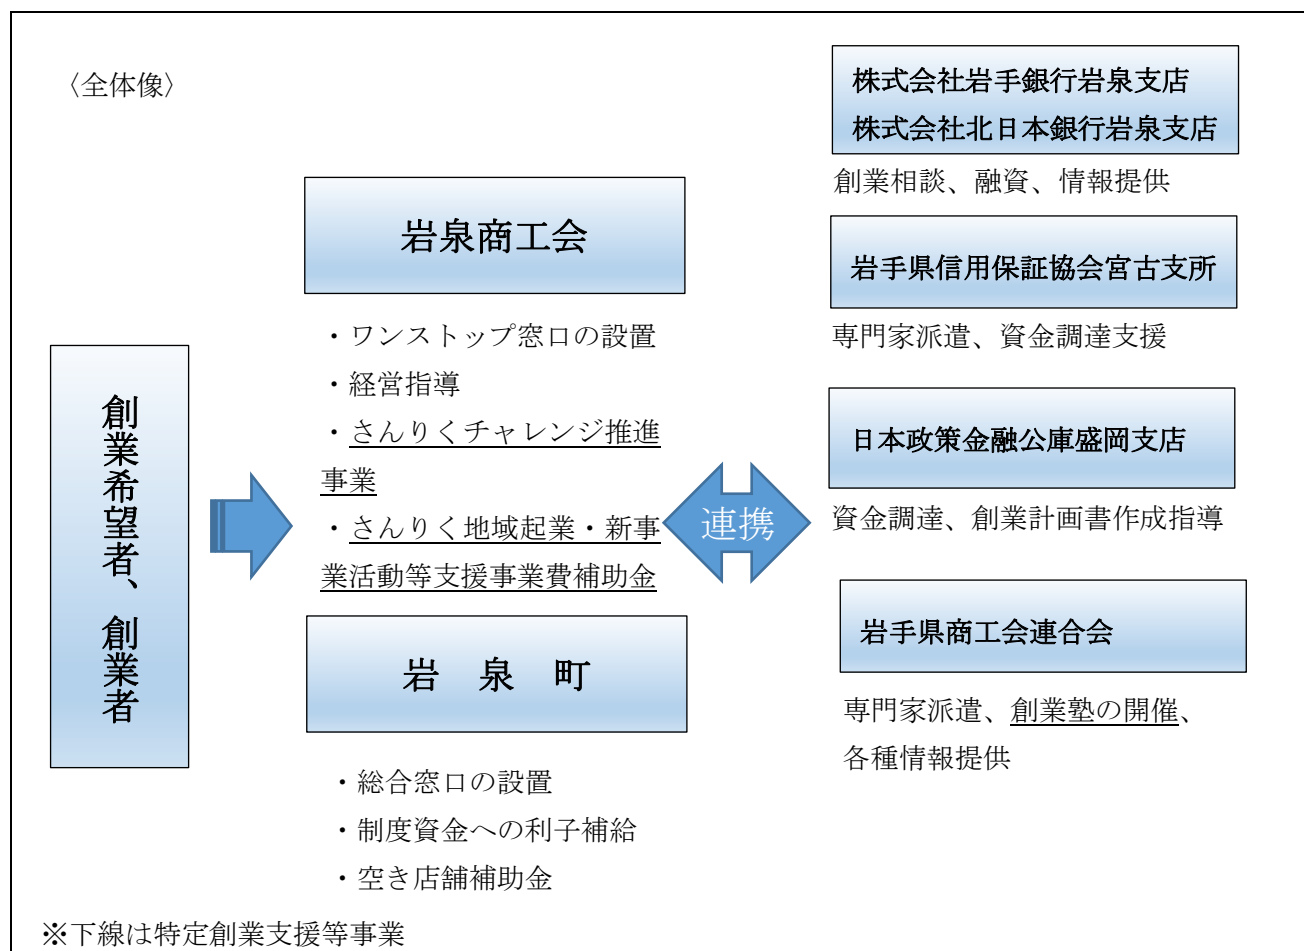 〈全体像〉
創業希望者、創業者
岩泉商工会
・ワンストップ窓口の設置
・経営指導
・さんりくチャレンジ推進
事業
・さんりく地域起業・新事
業活動等支援事業費補助金
岩　泉　町
・総合窓口の設置
・制度資金への利子補給
・空き店舗補助金
連携
株式会社岩手銀行岩泉支店
株式会社北日本銀行岩泉支店
創業相談、融資、情報提供
岩手県信用保証協会宮古支所
専門家派遣、資金調達支援
日本政策金融公庫盛岡支店
資金調達、創業計画書作成指導
岩手県商工会連合会
専門家派遣、創業塾の開催、
各種情報提供
※下線は特定創業支援等事業